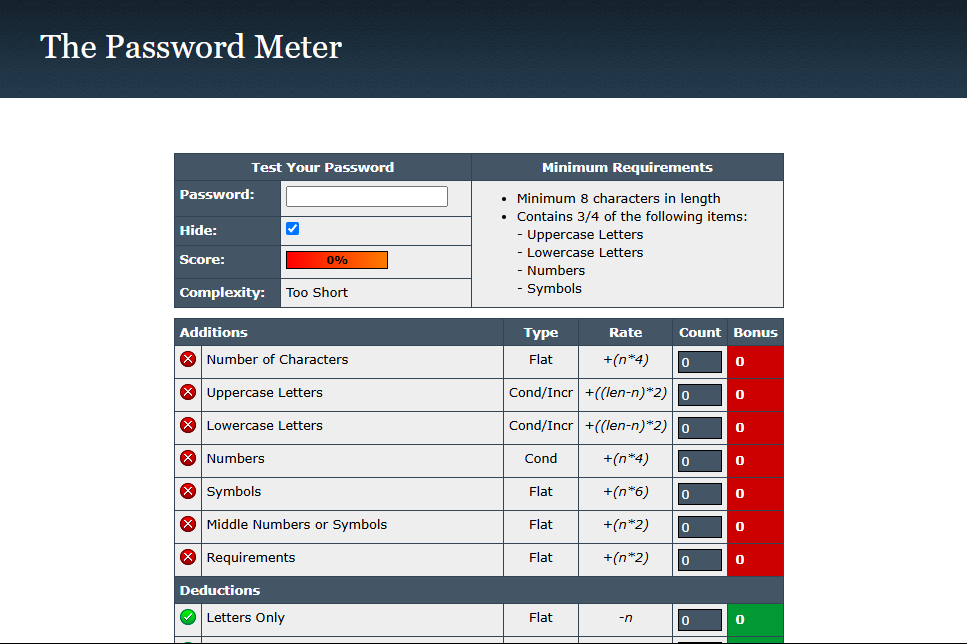 The Password Meter
Test Your Password Minimum Requirements
Password:
Hide:
Score: 0%
Complexity: Too Short
• Minimum 8 characters in length
• Contains 3/4 of the following items:
- Uppercase Letters
- Lowercase Letters
- Numbers
- Symbols
Additions Type Rate Count Bonus
Number of Characters Flat +(n*4) 0 0
Uppercase Letters Cond/Incr +((len-n)*2) 0 0
Lowercase Letters Cond/Incr +((len-n)*2) 0 0
Numbers Cond +(n*4) 0 0
Symbols Flat +(n*6) 0 0
Middle Numbers or Symbols Flat +(n*2) 0 0
Requirements Flat +(n*2) 0 0
Deductions
Letters Only Flat -n 0 0